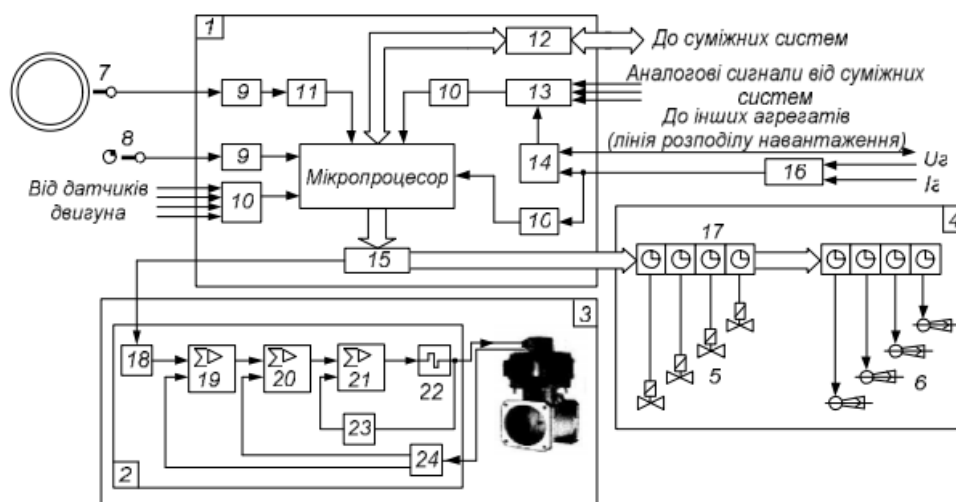 1
12
До суміжних систем
7
Аналогові сигнали від суміжних
систем
9
11
10
13
До інших агрегатів
(лінія розподілу навантаження)
8
9
Мікропроцесор
14
16
Uг
Iг
Від датчиків
двигуна
10
10
4
17
15
3
18
19
20
21
22
5
6
23
24
2